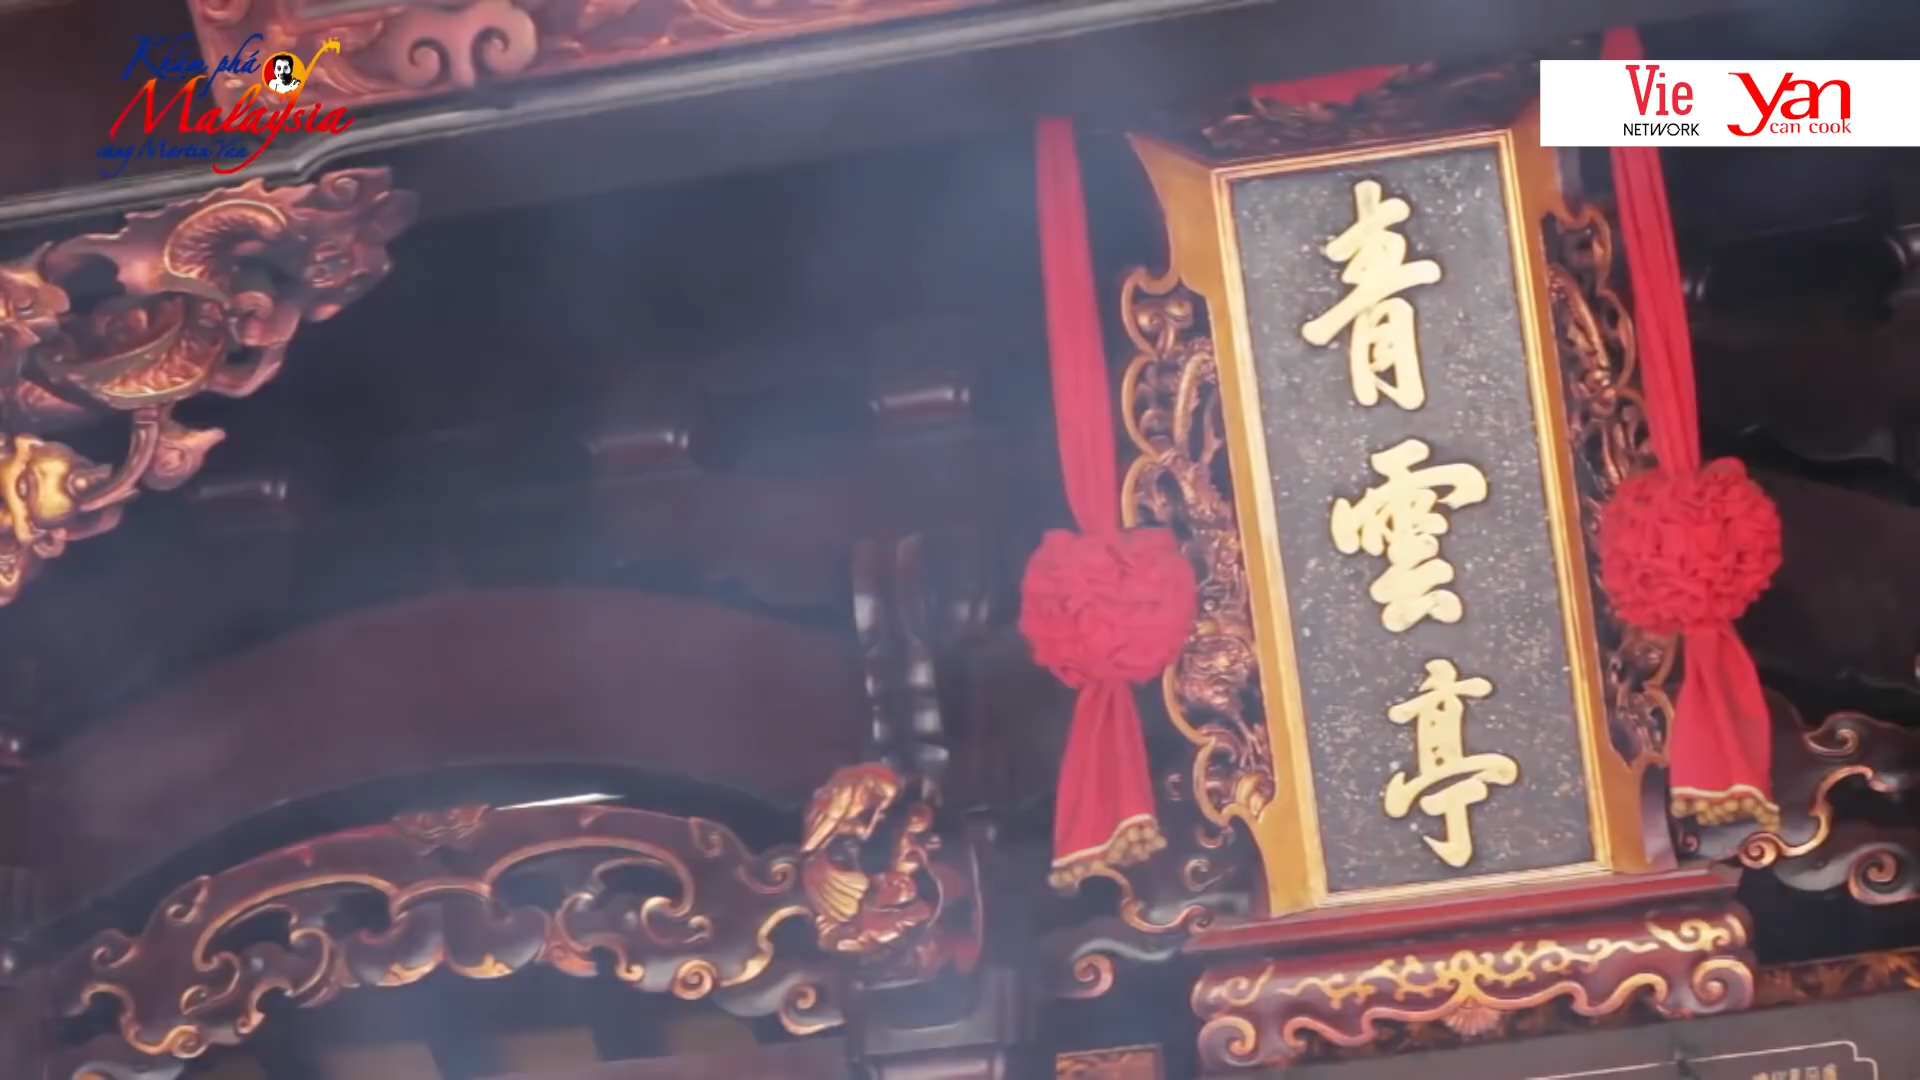 Khám phá
Malaysia
cùng Martin Yan
Vie
NETWORK
Yan
can cook
青
雲
亭